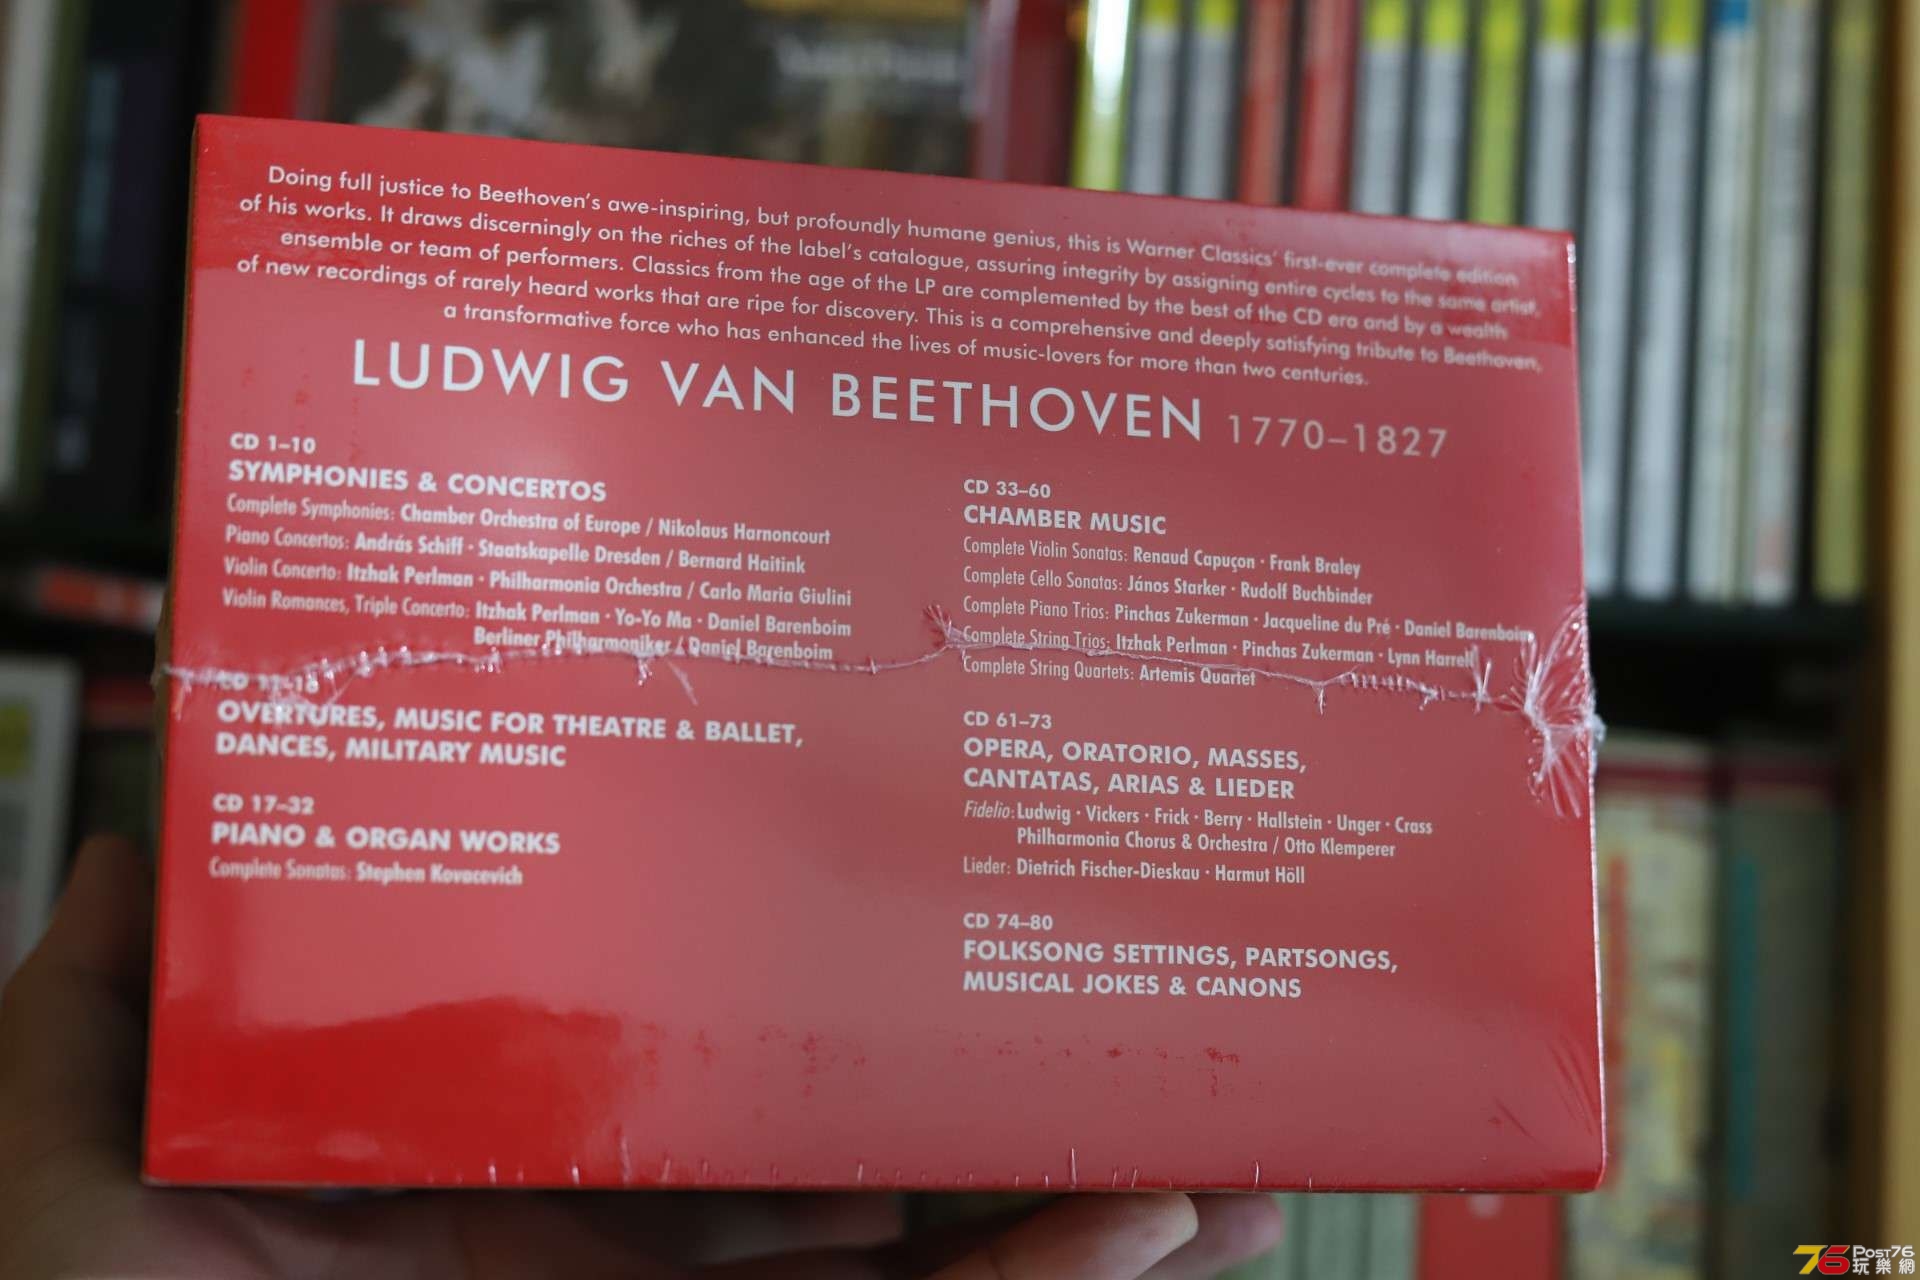 Doing full justice to Beethoven's awe-inspiring, but profoundly humane genius, this is Warner Classics' first-ever complete edition
of his works. It draws discerningly on the riches of the label's catalogue, assuring integrity by assigning entire cycles to the same artist,
ensemble or team of performers. Classics from the age of the LP are complemented by the best of the CD era and by a wealth
of new recordings of rarely heard works that are ripe for discovery. This is a comprehensive and deeply satisfying tribute to Beethoven,
a transformative force who has enhanced the lives of music-lovers for more than two centuries.
LUDWIG VAN BEETHOVEN 1770–1827
CD 1–10
SYMPHONIES & CONCERTOS
Complete Symphonies: Chamber Orchestra of Europe / Nikolaus Harnoncourt
Piano Concertos: András Schiff · Staatskapelle Dresden / Bernard Haitink
Violin Concerto: Itzhak Perlman · Philharmonia Orchestra / Carlo Maria Giulini
Violin Romances, Triple Concerto: Itzhak Perlman · Yo-Yo Ma · Daniel Barenboim
Berliner Philharmoniker / Daniel Barenboim
CD
OVERTURES, MUSIC FOR THEATRE & BALLET,
DANCES, MILITARY MUSIC
CD 17–32
PIANO & ORGAN WORKS
Complete Sonatas: Stephen Kovacevich
CD 33–60
CHAMBER MUSIC
Complete Violin Sonatas: Renaud Capuçon · Frank Braley
Complete Cello Sonatas: János Starker · Rudolf Buchbinder
Complete Piano Trios: Pinchas Zukerman · Jacqueline du Pré · Daniel Barenboim
Complete String Trios: Itzhak Perlman · Pinchas Zukerman · Lynn Harrell
Complete String Quartets: Artemis Quartet
CD 61–73
OPERA, ORATORIO, MASSES,
CANTATAS, ARIAS & LIEDER
Fidelio: Ludwig · Vickers · Frick · Berry · Hallstein · Unger · Crass
Philharmonia Chorus & Orchestra / Otto Klemperer
Lieder: Dietrich Fischer-Dieskau · Harmut Höll
CD 74–80
FOLKSONG SETTINGS, PARTSONGS,
MUSICAL JOKES & CANONS
76 Post76
玩樂網